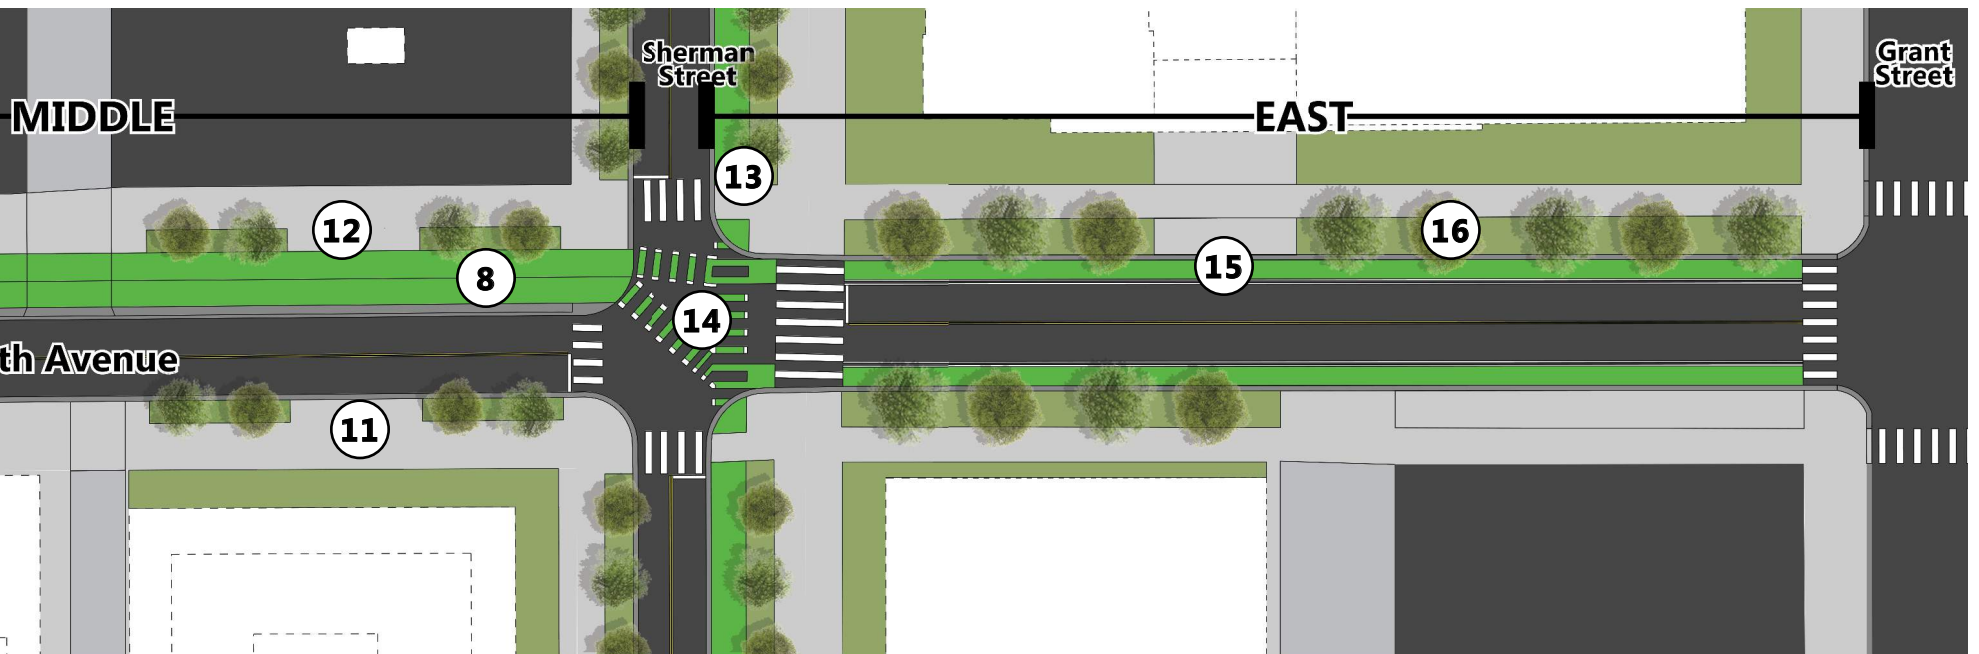 Sherman
Street
Grant
Street
MIDDLE
EAST
13
12
16
8
15
14
th Avenue
11